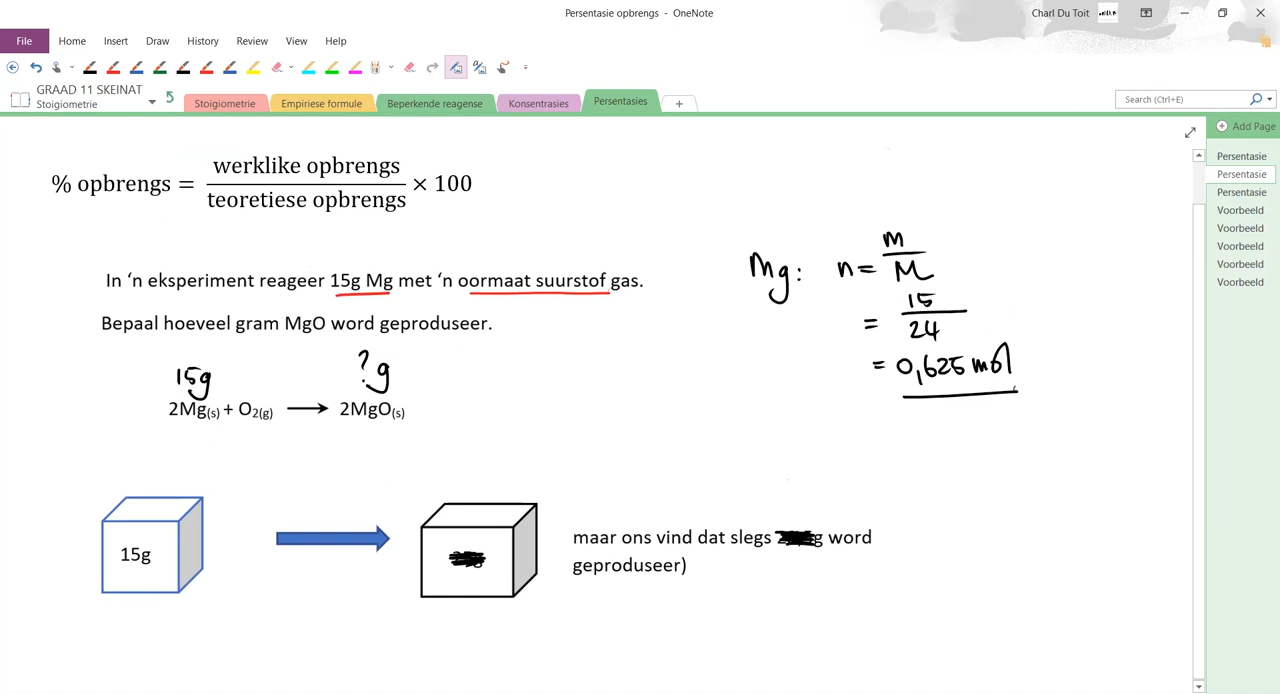 Persentasie opbrengs - OneNote
Charl Du Toit
File Home Insert Draw History Review View Help
GRAAD 11 SKEINAT
Stoigiometrie
Stoigiometrie Empiriese formule Beperkende reagense Konsentrasies Persentasies +
Search (Ctrl+E)
Add Page
Persentasie
Persentasie
Persentasie
Voorbeeld
Voorbeeld
Voorbeeld
Voorbeeld
Voorbeeld
% opbrengs = werklike opbrengs / teoretiese opbrengs × 100
In ‘n eksperiment reageer 15g Mg met ‘n oormaat suurstof gas.
Bepaal hoeveel gram MgO word geproduseer.
15g ?g
2Mg(s) + O2(g) → 2MgO(s)
Mg: n = m / M
= 15 / 24
= 0,625 mol
15g
maar ons vind dat slegs g word
geproduseer)